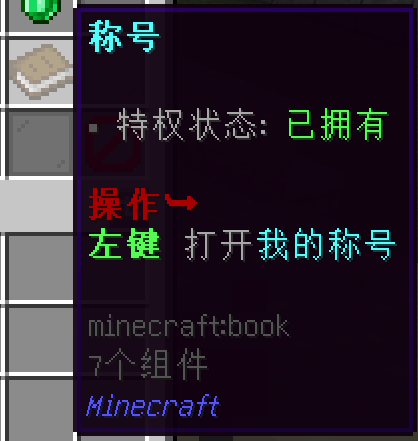 称号
▪ 特权状态: 已拥有
操作↪
左键 打开我的称号
minecraft:book
7个组件
Minecraft